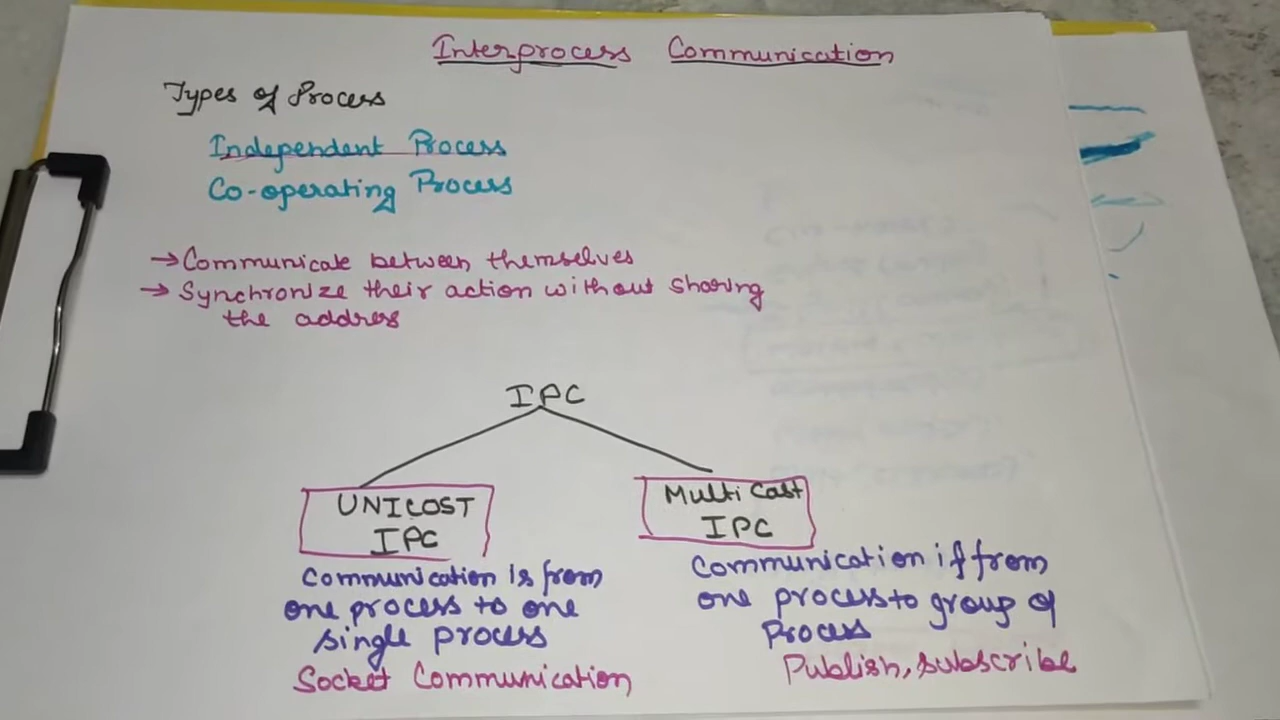 Interprocess Communication
Types of Process
Independent Process
Co-operating Process
→ Communicate between themselves
→ Synchronize their action without sharing
the address
IPC
UNICOST
IPC
Multi Cast
IPC
Communication is from
one process to one
single process
Socket Communication
Communication if from
one process to group of
Process
Publish, subscribe